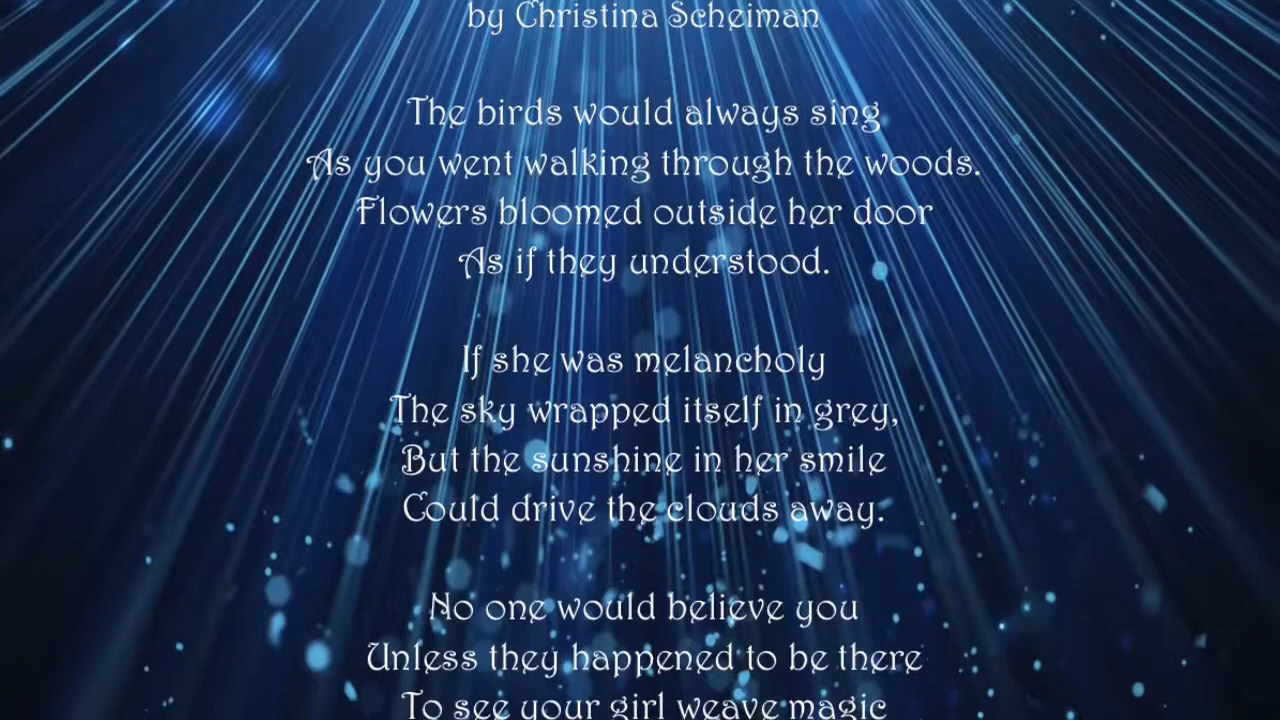 by Christina Scheiman
The birds would always sing
As you went walking through the woods.
Flowers bloomed outside her door
As if they understood.
If she was melancholy
The sky wrapped itself in grey,
But the sunshine in her smile
Could drive the clouds away.
No one would believe you
Unless they happened to be there
To see your girl weave magic